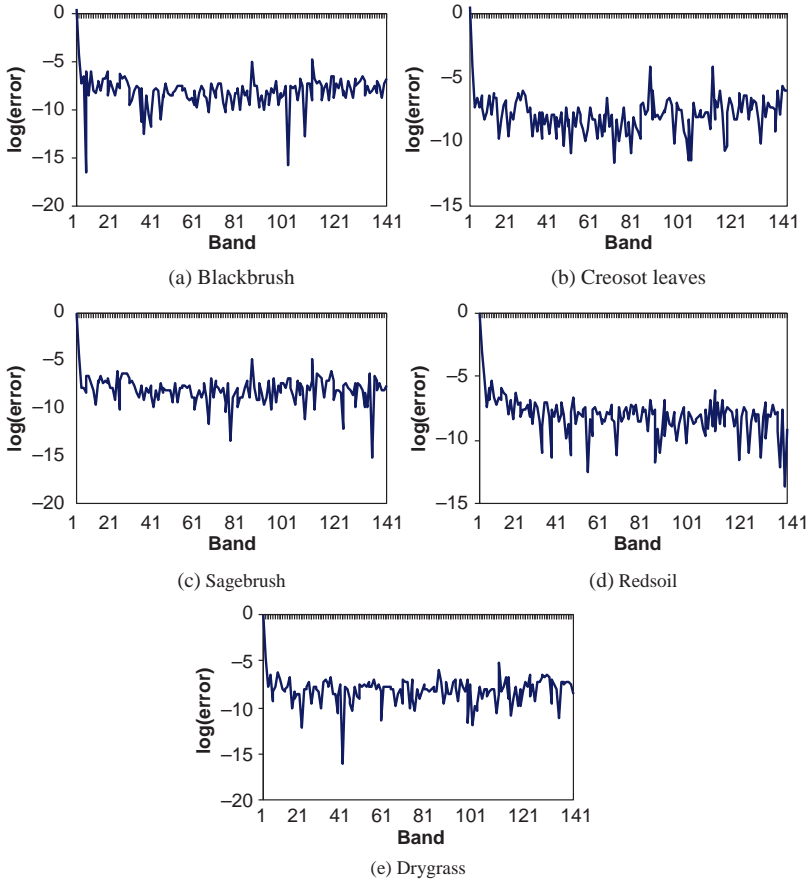 0
–5
–10
–15
–20
log(error)
1 21 41 61 81 101 121 141
Band
(a) Blackbrush
0
–5
–10
–15
log(error)
1 21 41 61 81 101 121 141
Band
(b) Creosot leaves
0
–5
–10
–15
–20
log(error)
1 21 41 61 81 101 121 141
Band
(c) Sagebrush
0
–5
–10
–15
log(error)
1 21 41 61 81 101 121 141
Band
(d) Redsoil
0
–5
–10
–15
–20
log(error)
1 21 41 61 81 101 121 141
Band
(e) Drygrass